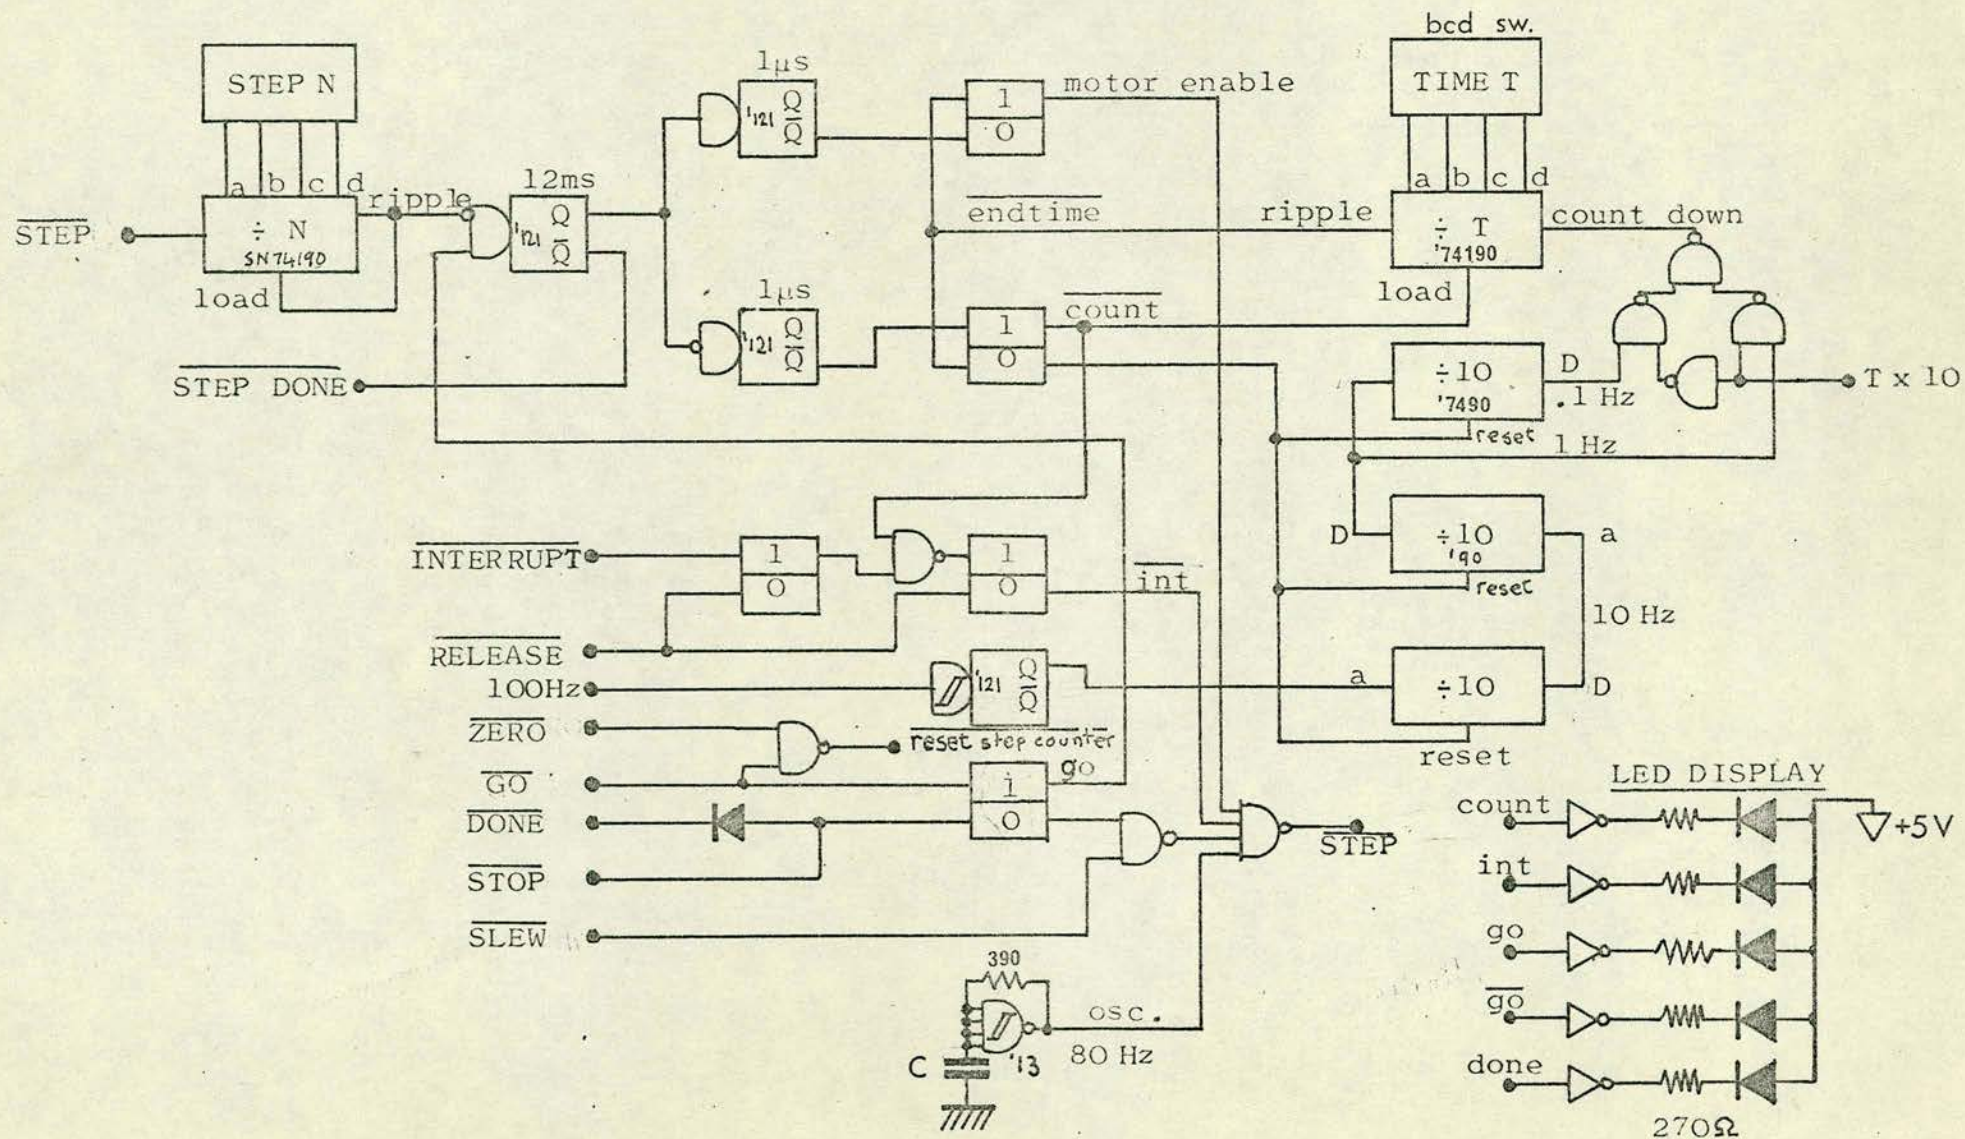 bcd sw.
STEP N
TIME T
a b c d
ripple
÷ N
SN74190
load
STEP
12ms
'121
Q
Q̅
1µs
'121
Q
Q̅
1µs
'121
Q
Q̅
1
0
motor enable
endtime
ripple
a b c d
÷ T
'74190
count down
load
1
0
count
STEP DONE
÷10
'7490
D
.1 Hz
T x 10
reset
1 Hz
D
÷10
'90
a
reset
10 Hz
a
÷10
D
reset
INTERRUPT
1
0
1
0
int
RELEASE
100Hz
'121
Q
Q̅
ZERO
reset step counter
GO
1
0
go
DONE
STOP
SLEW
STEP
390
osc.
80 Hz
'13
C
LED DISPLAY
count
+5V
int
go
go
done
270Ω